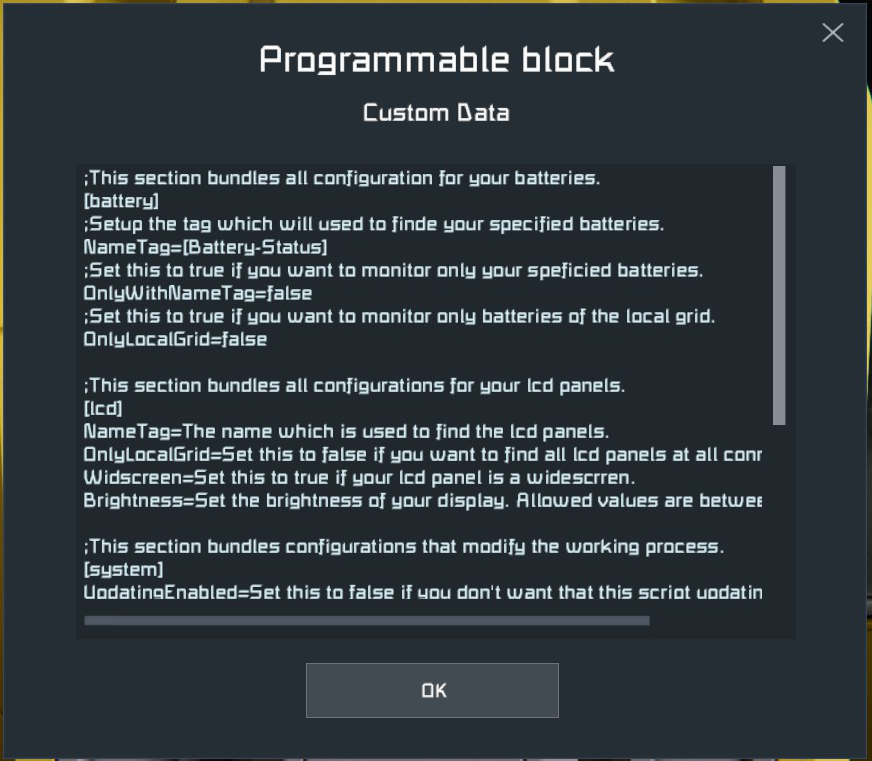 Programmable block
Custom Data
;This section bundles all configuration for your batteries.
[battery]
;Setup the tag which will used to finde your specified batteries.
NameTag=[Battery-Status]
;Set this to true if you want to monitor only your speficied batteries.
OnlyWithNameTag=false
;Set this to true if you want to monitor only batteries of the local grid.
OnlyLocalGrid=false
;This section bundles all configurations for your lcd panels.
[lcd]
NameTag=The name which is used to find the lcd panels.
OnlyLocalGrid=Set this to false if you want to find all lcd panels at all conr
Widscreen=Set this to true if your lcd panel is a widescrren.
Brightness=Set the brightness of your display. Allowed values are betwee
;This section bundles configurations that modify the working process.
[system]
UpdatingEnabled=Set this to false if you don't want that this script updatin
OK